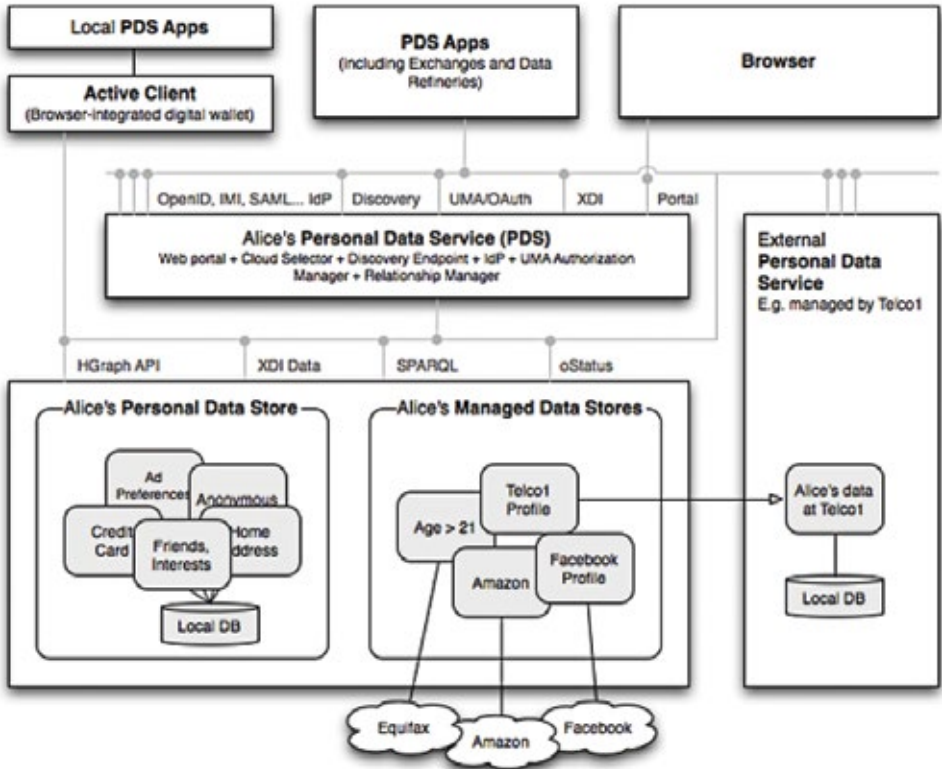 Local PDS Apps
Active Client
(Browser-integrated digital wallet)
PDS Apps
(including Exchanges and Data
Refineries)
Browser
OpenID, IMI, SAML... IdP
Discovery
UMA/OAuth
XDI
Portal
Alice's Personal Data Service (PDS)
Web portal + Cloud Selector + Discovery Endpoint + IdP + UMA Authorization
Manager + Relationship Manager
External
Personal Data
Service
E.g. managed by Telco1
HGraph API
XDI Data
SPARQL
oStatus
Alice's Personal Data Store
Ad
Preferences
Anonymous
Credit
Card
Home
Address
Friends,
Interests
Local DB
Alice's Managed Data Stores
Telco1
Profile
Age > 21
Amazon
Facebook
Profile
Alice's data
at Telco1
Local DB
Equifax
Amazon
Facebook